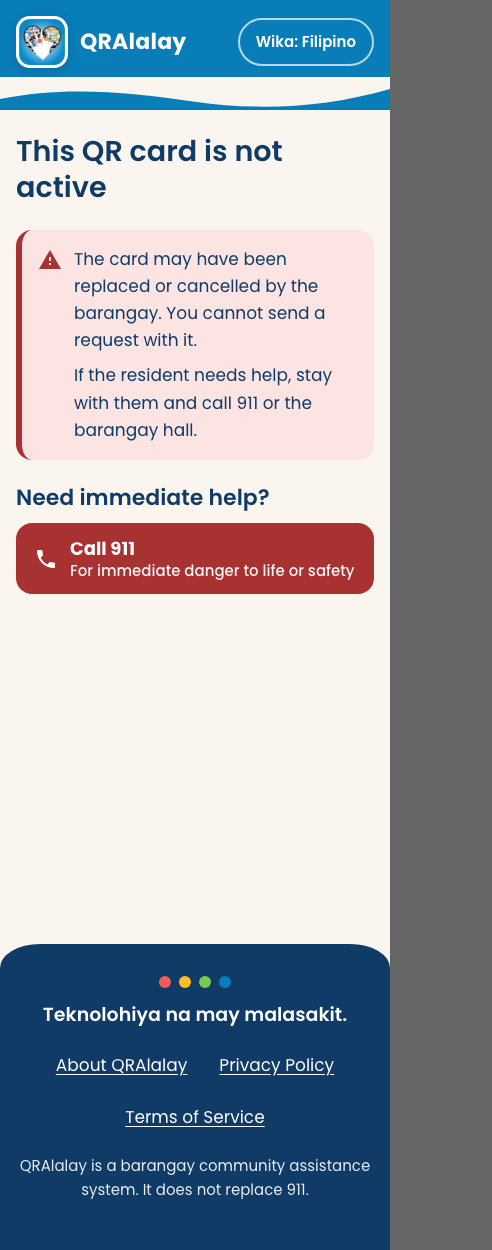 QRAlalay
Wika: Filipino
This QR card is not
active
The card may have been
replaced or cancelled by the
barangay. You cannot send a
request with it.
If the resident needs help, stay
with them and call 911 or the
barangay hall.
Need immediate help?
Call 911
For immediate danger to life or safety
Teknolohiya na may malasakit.
About QRAlalay
Privacy Policy
Terms of Service
QRAlalay is a barangay community assistance
system. It does not replace 911.